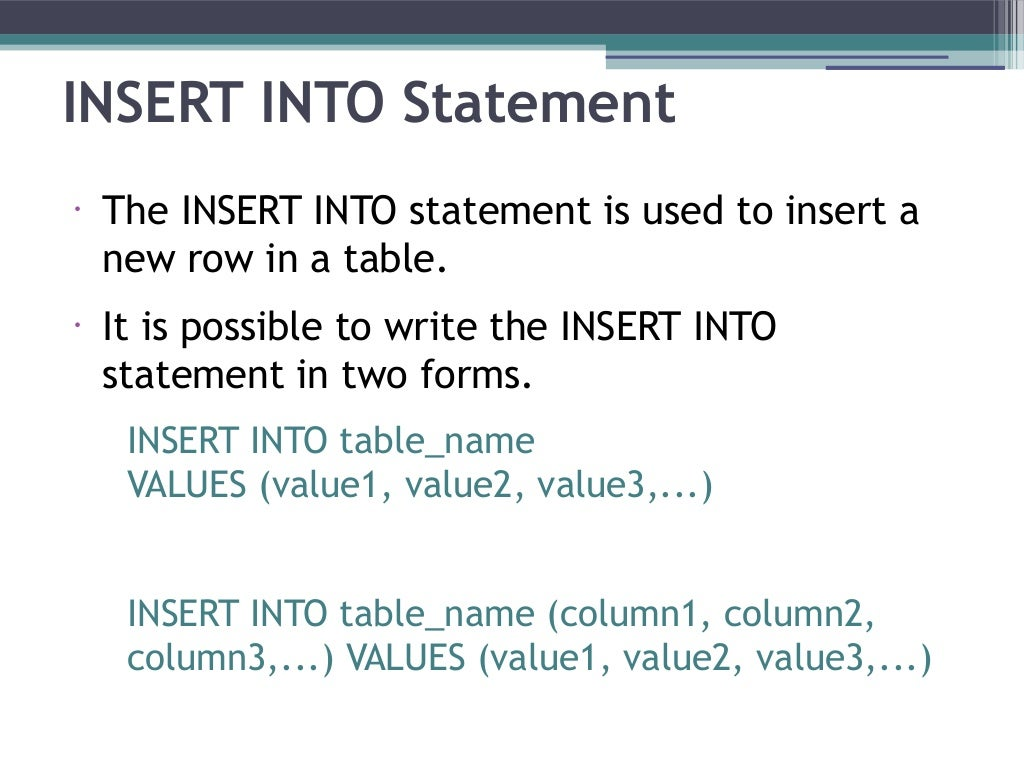 INSERT INTO Statement
· The INSERT INTO statement is used to insert a
new row in a table.
· It is possible to write the INSERT INTO
statement in two forms.
INSERT INTO table_name
VALUES (value1, value2, value3,...)
INSERT INTO table_name (column1, column2,
column3,...) VALUES (value1, value2, value3,...)